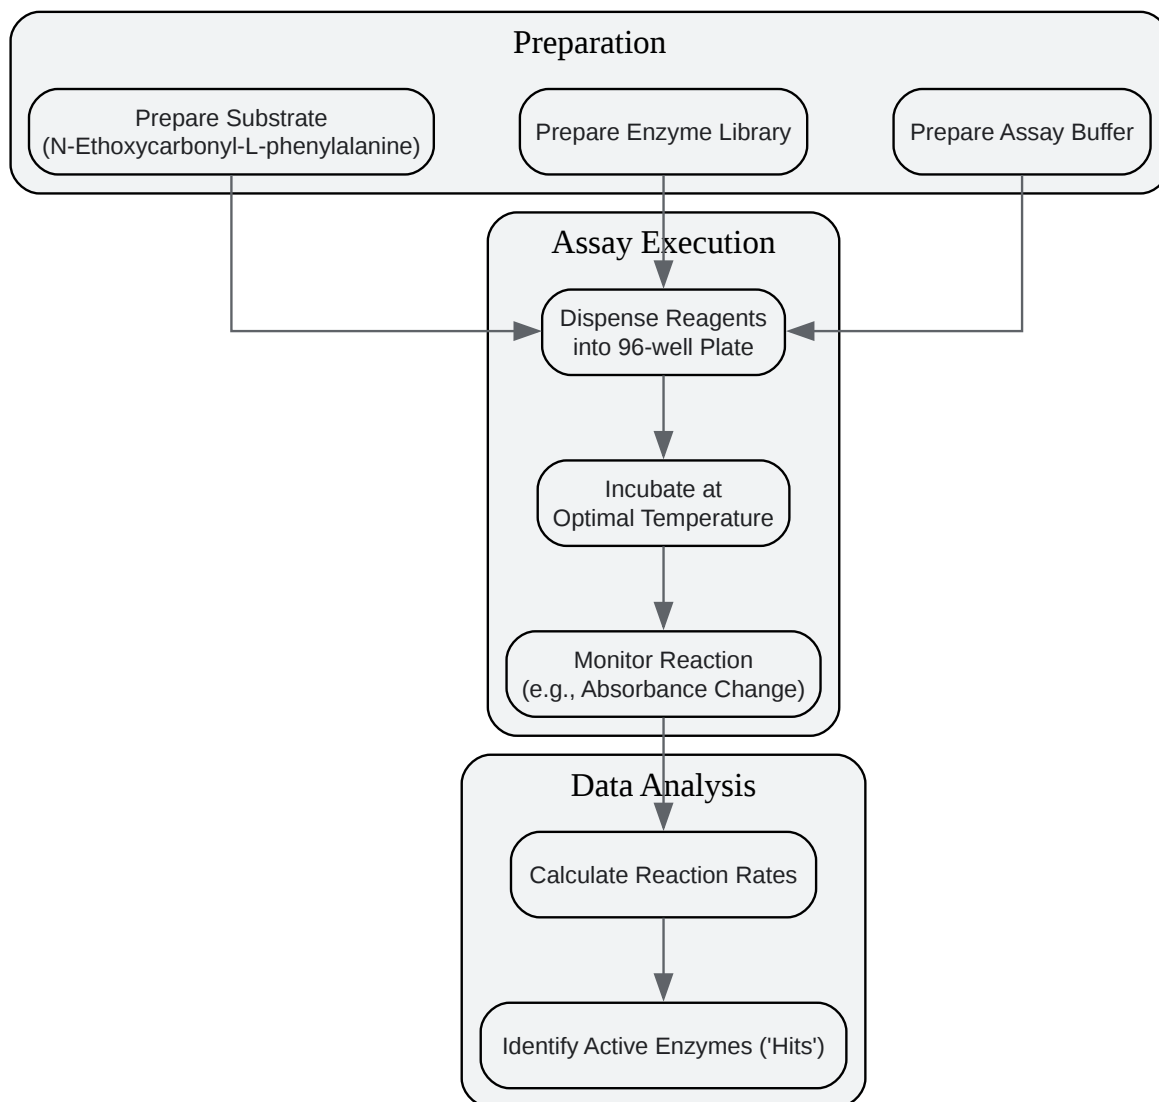 Preparation
Prepare Substrate
(N-Ethoxycarbonyl-L-phenylalanine)
Prepare Enzyme Library
Prepare Assay Buffer
Assay Execution
Dispense Reagents
into 96-well Plate
Incubate at
Optimal Temperature
Monitor Reaction
(e.g., Absorbance Change)
Data Analysis
Calculate Reaction Rates
Identify Active Enzymes ('Hits')